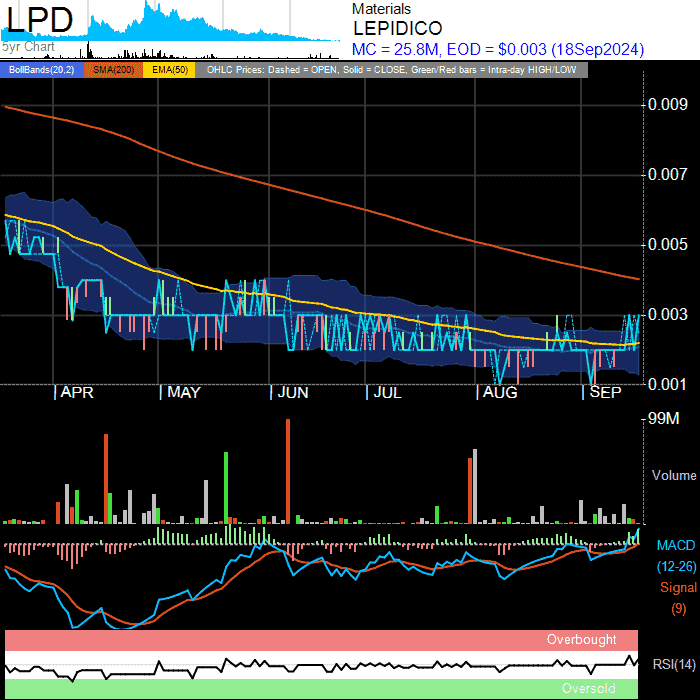 LPD
5yr Chart
Materials
LEPIDICO
MC = 25.8M, EOD = $0.003 (18Sep2024)
BollBands(20,2) SMA(200) EMA(50) OHLC Prices: Dashed = OPEN, Solid = CLOSE, Green/Red bars = Intra-day HIGH/LOW
0.009
0.007
0.005
0.003
0.001
APR MAY JUN JUL AUG SEP
99M
Volume
MACD
(12-26)
Signal
(9)
Overbought
RSI(14)
Oversold